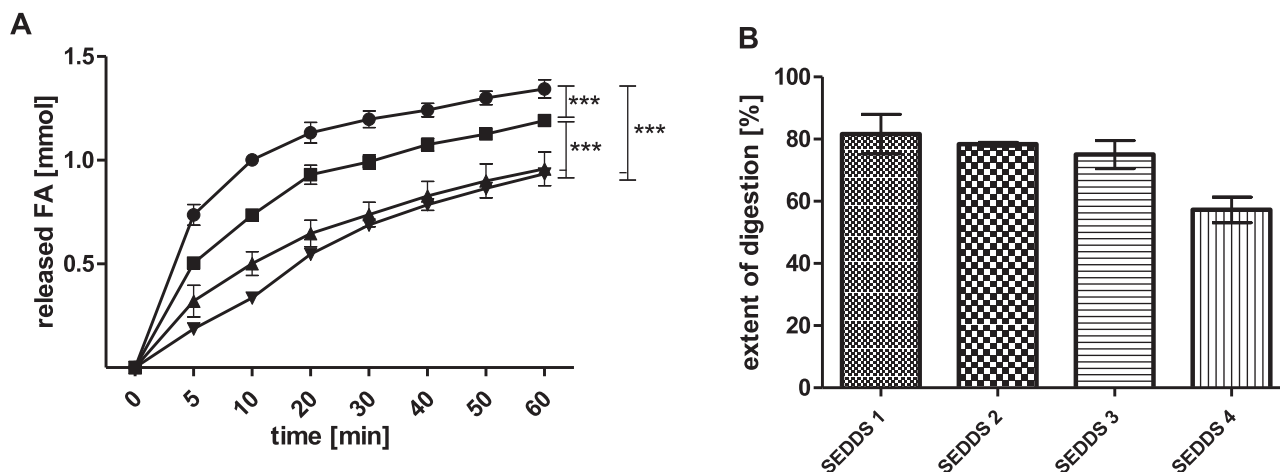 A
released FA [mmol]
1.5
1.0
0.5
***
***
***
0 5 10 20 30 40 50 60
time [min]
B
extent of digestion [%]
100
80
60
40
20
0
SEDDS 1 SEDDS 2 SEDDS 3 SEDDS 4